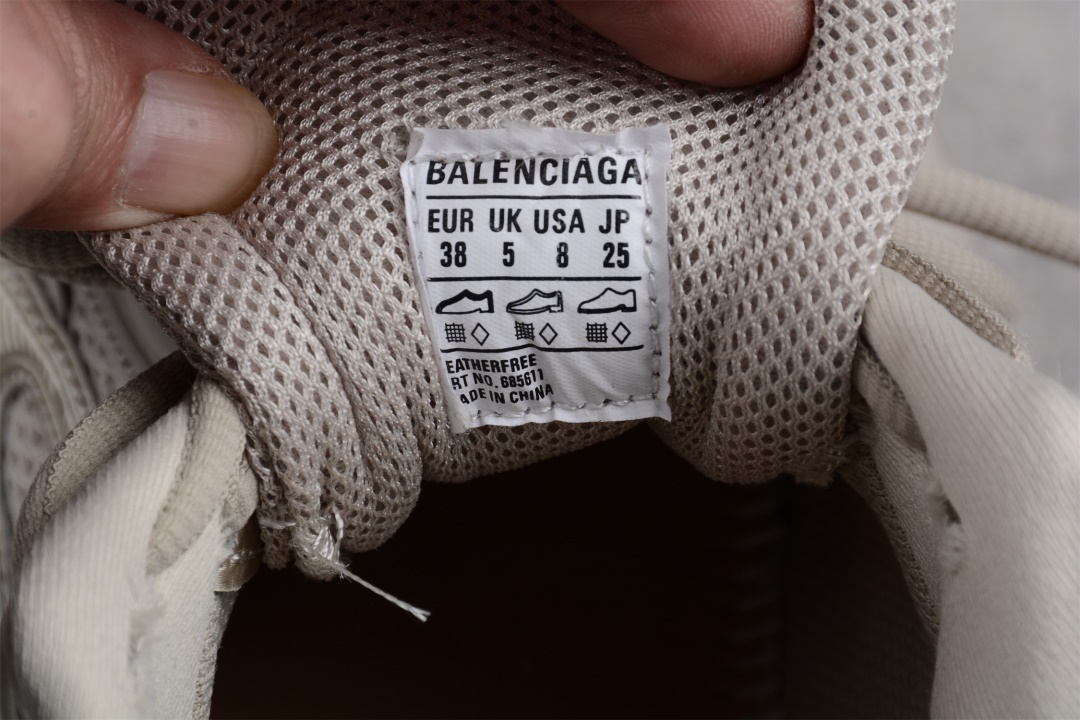 BALENCIAGA
EUR UK USA JP
38 5 8 25
EATHERFREE
RT NO. 685611
ADE IN CHINA